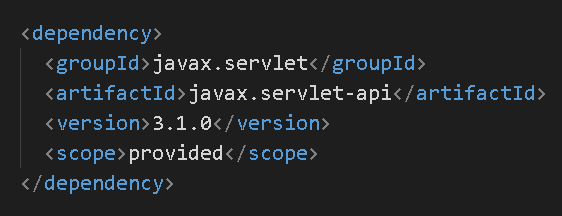 <dependency>
  <groupId>javax.servlet</groupId>
  <artifactId>javax.servlet-api</artifactId>
  <version>3.1.0</version>
  <scope>provided</scope>
</dependency>